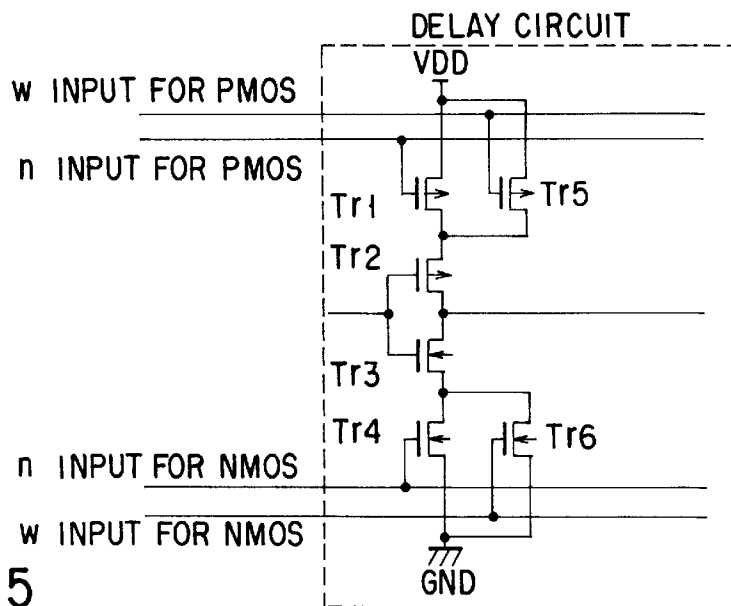 DELAY CIRCUIT
VDD
w INPUT FOR PMOS
n INPUT FOR PMOS
Tr1
Tr5
Tr2
Tr3
Tr4
Tr6
n INPUT FOR NMOS
w INPUT FOR NMOS
GND
5